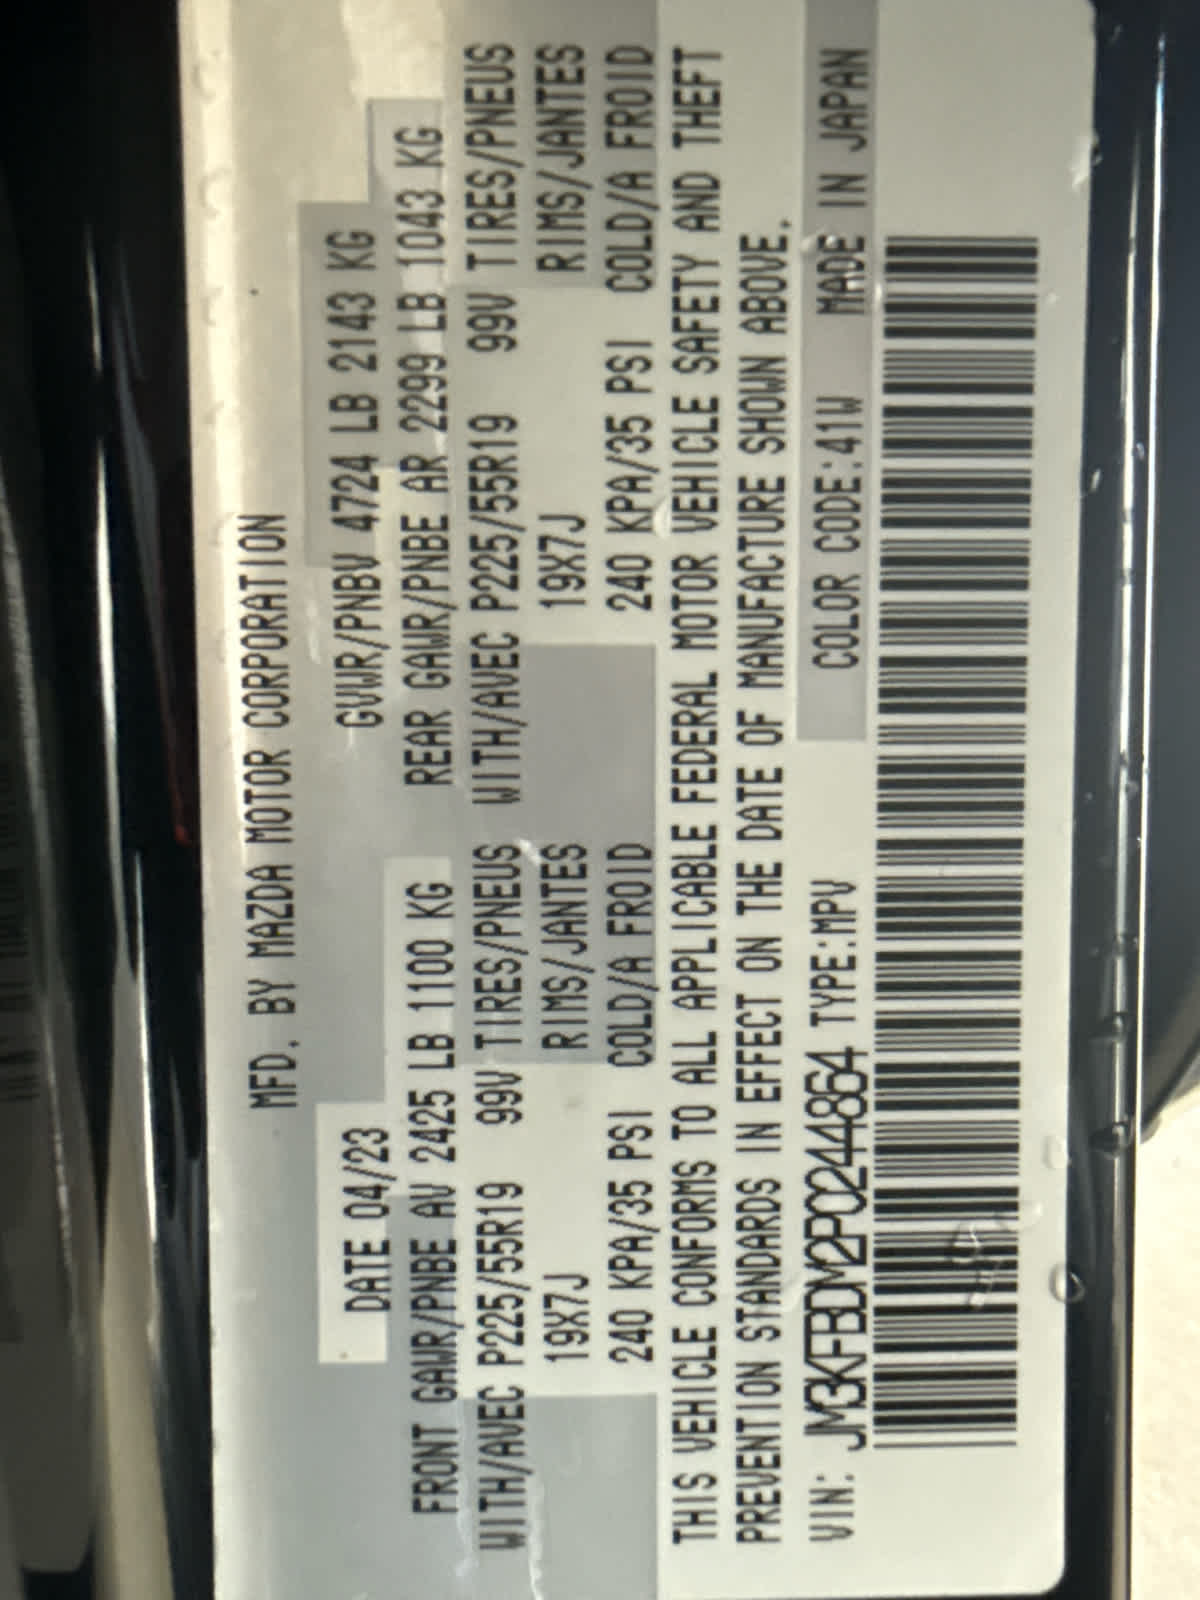 MFD. BY MAZDA MOTOR CORPORATION
DATE 04/23 GVWR/PNBV 4724 LB 2143 KG
FRONT GAWR/PNBE AV 2425 LB 1100 KG REAR GAWR/PNBE AR 2299 LB 1043 KG
WITH/AVEC P225/55R19 99V TIRES/PNEUS WITH/AVEC P225/55R19 99V TIRES/PNEUS
19X7J RIMS/JANTES 19X7J RIMS/JANTES
240 KPA/35 PSI COLD/A FROID 240 KPA/35 PSI COLD/A FROID
THIS VEHICLE CONFORMS TO ALL APPLICABLE FEDERAL MOTOR VEHICLE SAFETY AND THEFT
PREVENTION STANDARDS IN EFFECT ON THE DATE OF MANUFACTURE SHOWN ABOVE.
VIN: JM3KFBDM2P0244864 TYPE:MPV COLOR CODE:41W MADE IN JAPAN